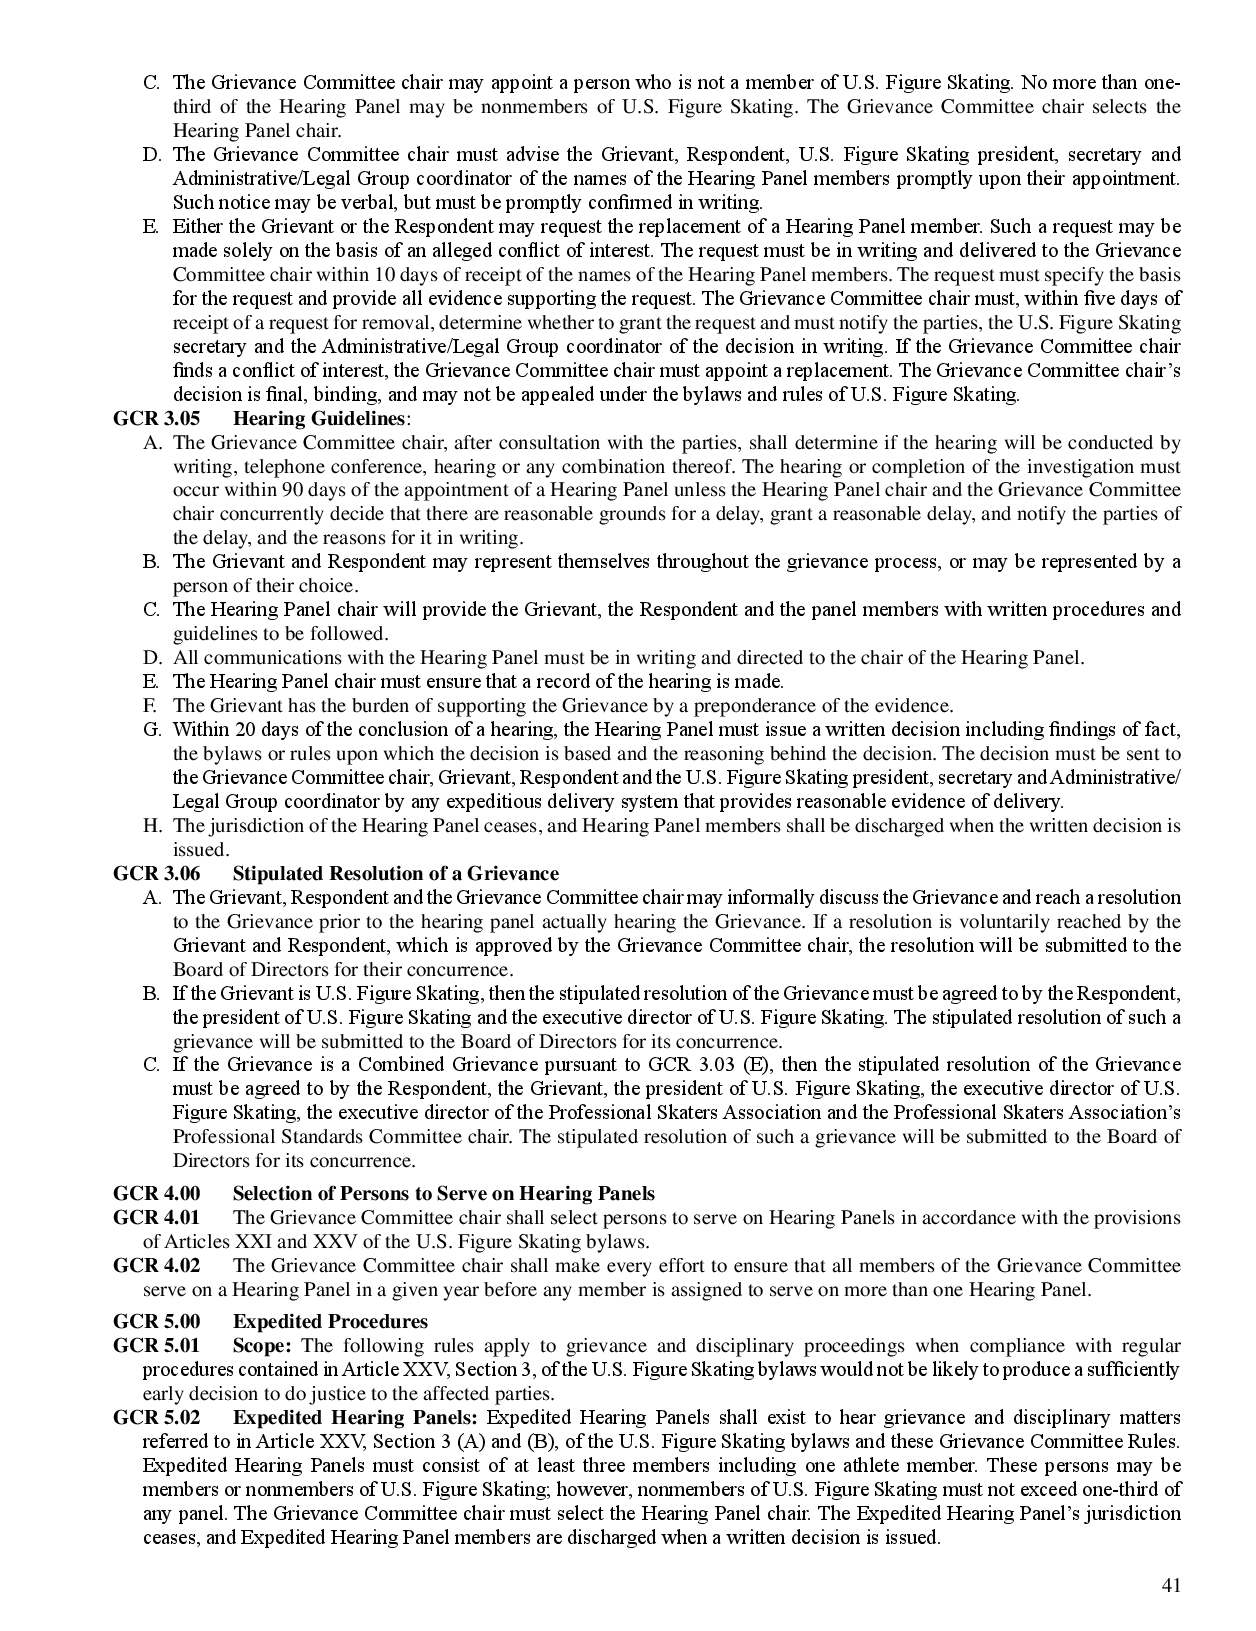 C. The Grievance Committee chair may appoint a person who is not a member of U.S. Figure Skating. No more than one-
third of the Hearing Panel may be nonmembers of U.S. Figure Skating. The Grievance Committee chair selects the
Hearing Panel chair.
D. The Grievance Committee chair must advise the Grievant, Respondent, U.S. Figure Skating president, secretary and
Administrative/Legal Group coordinator of the names of the Hearing Panel members promptly upon their appointment.
Such notice may be verbal, but must be promptly confirmed in writing.
E. Either the Grievant or the Respondent may request the replacement of a Hearing Panel member. Such a request may be
made solely on the basis of an alleged conflict of interest. The request must be in writing and delivered to the Grievance
Committee chair within 10 days of receipt of the names of the Hearing Panel members. The request must specify the basis
for the request and provide all evidence supporting the request. The Grievance Committee chair must, within five days of
receipt of a request for removal, determine whether to grant the request and must notify the parties, the U.S. Figure Skating
secretary and the Administrative/Legal Group coordinator of the decision in writing. If the Grievance Committee chair
finds a conflict of interest, the Grievance Committee chair must appoint a replacement. The Grievance Committee chair's
decision is final, binding, and may not be appealed under the bylaws and rules of U.S. Figure Skating.
GCR 3.05 Hearing Guidelines:
A. The Grievance Committee chair, after consultation with the parties, shall determine if the hearing will be conducted by
writing, telephone conference, hearing or any combination thereof. The hearing or completion of the investigation must
occur within 90 days of the appointment of a Hearing Panel unless the Hearing Panel chair and the Grievance Committee
chair concurrently decide that there are reasonable grounds for a delay, grant a reasonable delay, and notify the parties of
the delay, and the reasons for it in writing.
B. The Grievant and Respondent may represent themselves throughout the grievance process, or may be represented by a
person of their choice.
C. The Hearing Panel chair will provide the Grievant, the Respondent and the panel members with written procedures and
guidelines to be followed.
D. All communications with the Hearing Panel must be in writing and directed to the chair of the Hearing Panel.
E. The Hearing Panel chair must ensure that a record of the hearing is made.
F. The Grievant has the burden of supporting the Grievance by a preponderance of the evidence.
G. Within 20 days of the conclusion of a hearing, the Hearing Panel must issue a written decision including findings of fact,
the bylaws or rules upon which the decision is based and the reasoning behind the decision. The decision must be sent to
the Grievance Committee chair, Grievant, Respondent and the U.S. Figure Skating president, secretary and Administrative/
Legal Group coordinator by any expeditious delivery system that provides reasonable evidence of delivery.
H. The jurisdiction of the Hearing Panel ceases, and Hearing Panel members shall be discharged when the written decision is
issued.
GCR 3.06 Stipulated Resolution of a Grievance
A. The Grievant, Respondent and the Grievance Committee chair may informally discuss the Grievance and reach a resolution
to the Grievance prior to the hearing panel actually hearing the Grievance. If a resolution is voluntarily reached by the
Grievant and Respondent, which is approved by the Grievance Committee chair, the resolution will be submitted to the
Board of Directors for their concurrence.
B. If the Grievant is U.S. Figure Skating, then the stipulated resolution of the Grievance must be agreed to by the Respondent,
the president of U.S. Figure Skating and the executive director of U.S. Figure Skating. The stipulated resolution of such a
grievance will be submitted to the Board of Directors for its concurrence.
C. If the Grievance is a Combined Grievance pursuant to GCR 3.03 (E), then the stipulated resolution of the Grievance
must be agreed to by the Respondent, the Grievant, the president of U.S. Figure Skating, the executive director of U.S.
Figure Skating, the executive director of the Professional Skaters Association and the Professional Skaters Association's
Professional Standards Committee chair. The stipulated resolution of such a grievance will be submitted to the Board of
Directors for its concurrence.
GCR 4.00 Selection of Persons to Serve on Hearing Panels
GCR 4.01 The Grievance Committee chair shall select persons to serve on Hearing Panels in accordance with the provisions
of Articles XXI and XXV of the U.S. Figure Skating bylaws.
GCR 4.02 The Grievance Committee chair shall make every effort to ensure that all members of the Grievance Committee
serve on a Hearing Panel in a given year before any member is assigned to serve on more than one Hearing Panel.
GCR 5.00 Expedited Procedures
GCR 5.01 Scope: The following rules apply to grievance and disciplinary proceedings when compliance with regular
procedures contained in Article XXV, Section 3, of the U.S. Figure Skating bylaws would not be likely to produce a sufficiently
early decision to do justice to the affected parties.
GCR 5.02 Expedited Hearing Panels: Expedited Hearing Panels shall exist to hear grievance and disciplinary matters
referred to in Article XXV, Section 3 (A) and (B), of the U.S. Figure Skating bylaws and these Grievance Committee Rules.
Expedited Hearing Panels must consist of at least three members including one athlete member. These persons may be
members or nonmembers of U.S. Figure Skating; however, nonmembers of U.S. Figure Skating must not exceed one-third of
any panel. The Grievance Committee chair must select the Hearing Panel chair. The Expedited Hearing Panel's jurisdiction
ceases, and Expedited Hearing Panel members are discharged when a written decision is issued.
41